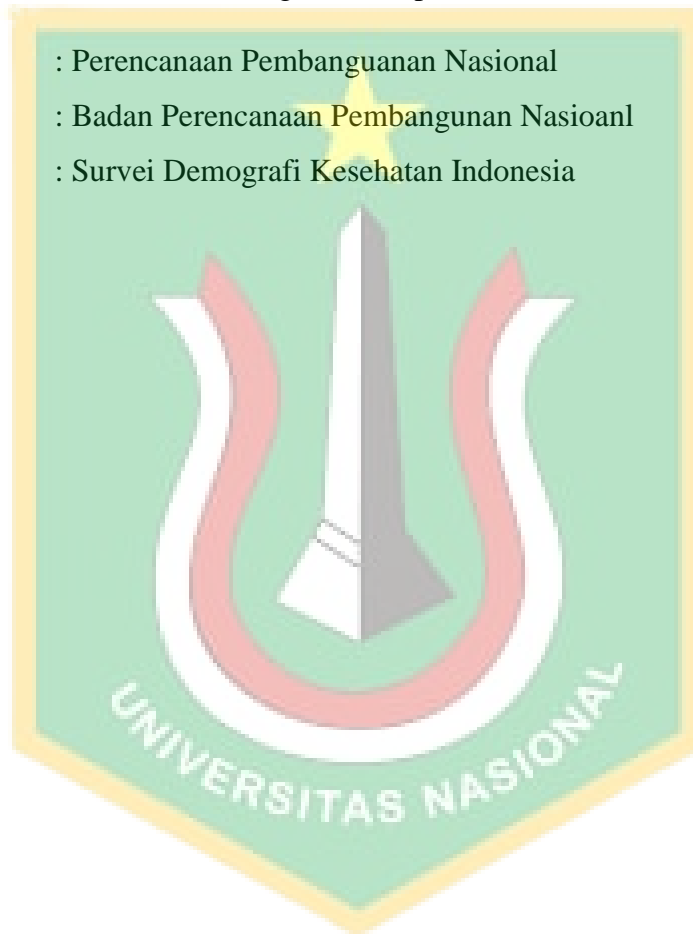 : Perencanaan Pembanguanan Nasional
: Badan Perencanaan Pembangunan Nasioanl
: Survei Demografi Kesehatan Indonesia
UNIVERSITAS NASIONAL